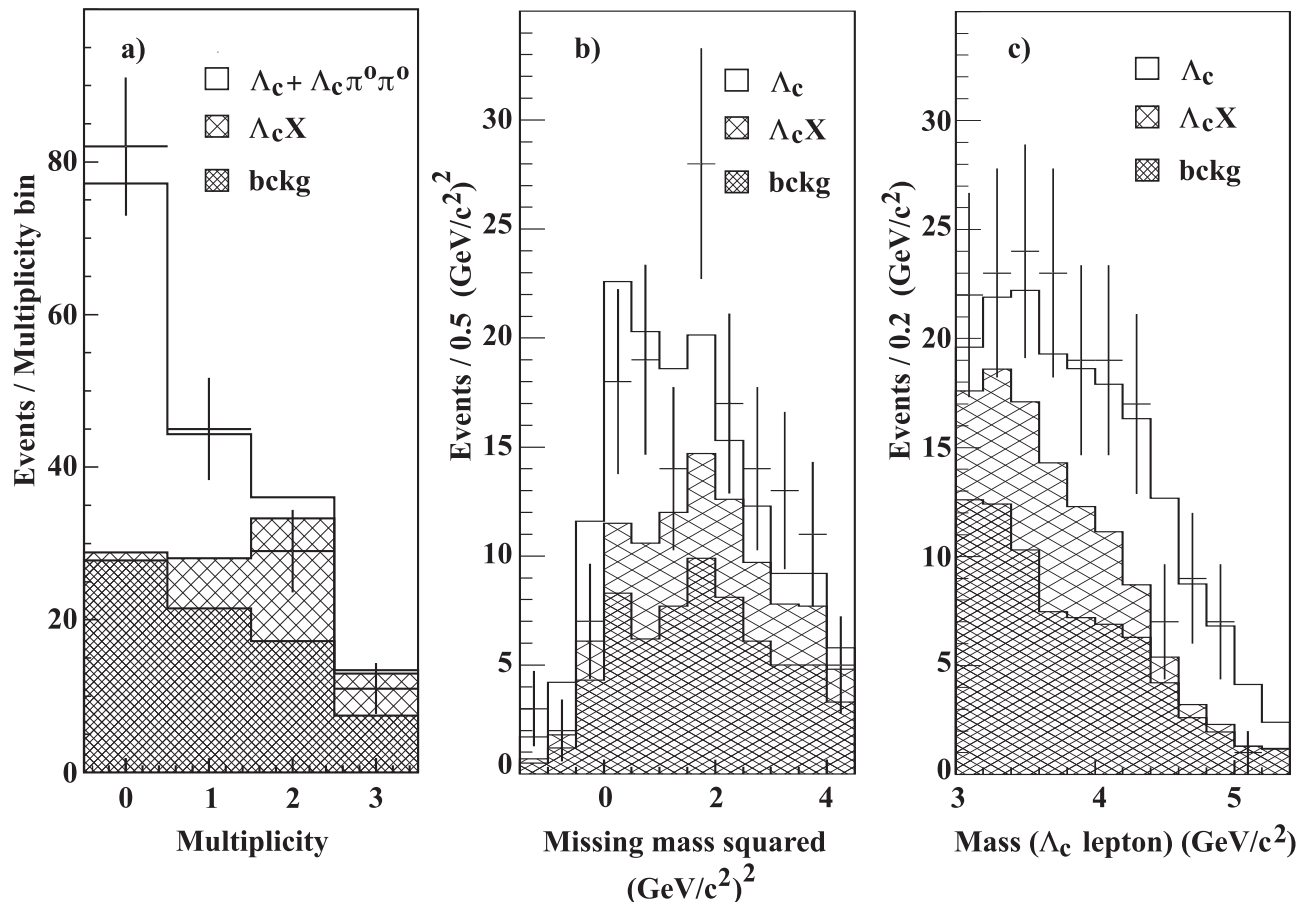 a)
Λc + Λcπ°π°
ΛcX
bckg
80
60
40
20
0
0 1 2 3
Events / Multiplicity bin
Multiplicity
b)
Λc
ΛcX
bckg
30
25
20
15
10
5
0
0 2 4
Events / 0.5 (GeV/c²)²
Missing mass squared
(GeV/c²)²
c)
Λc
ΛcX
bckg
30
25
20
15
10
5
0
3 4 5
Events / 0.2 (GeV/c²)
Mass (Λc lepton) (GeV/c²)